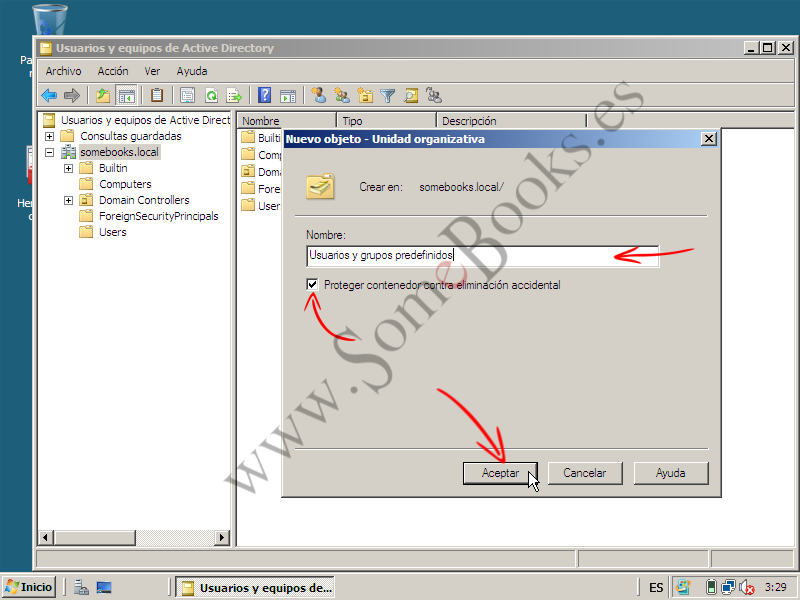 Pa
r
Usuarios y equipos de Active Directory
Archivo Acción Ver Ayuda
Usuarios y equipos de Active Direct
Consultas guardadas
somebooks.local
Builtin
Computers
Domain Controllers
ForeignSecurityPrincipals
Users
Nombre Tipo Descripción
Builti
Comp
Doma
Forei
User
Her
c
Nuevo objeto - Unidad organizativa
Crear en: somebooks.local/
Nombre:
Usuarios y grupos predefinidos
Proteger contenedor contra eliminación accidental
Aceptar Cancelar Ayuda
www.SomeBooks.es
Inicio
Usuarios y equipos de...
ES
3:29